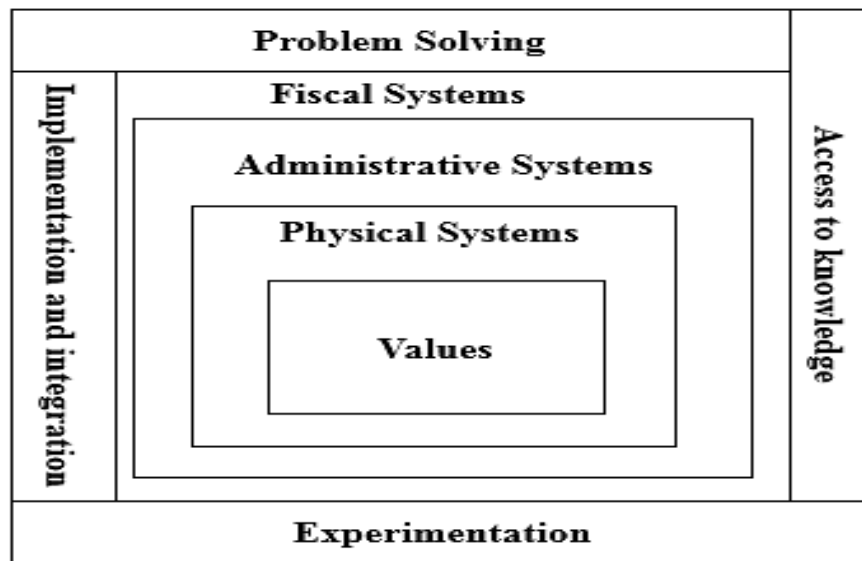 Problem Solving
Implementation and integration
Fiscal Systems
Administrative Systems
Physical Systems
Values
Access to knowledge
Experimentation